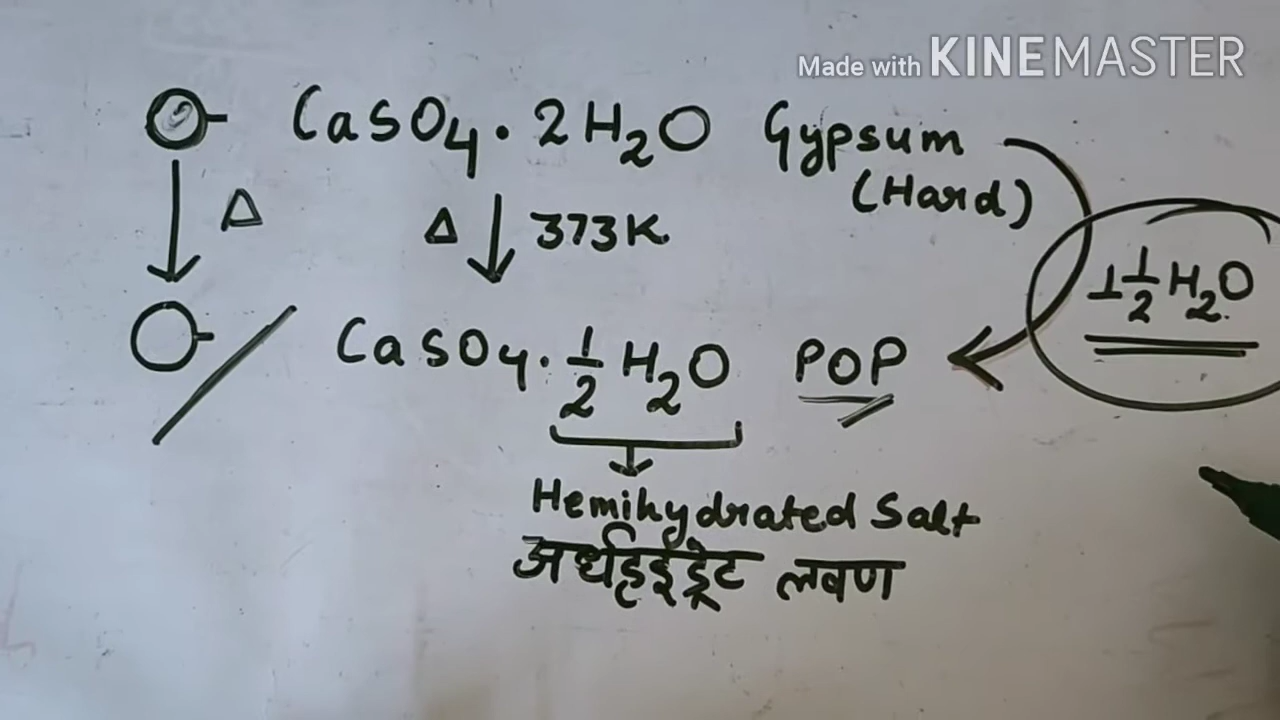 Made with KINEMASTER
CaSO4 · 2H2O Gypsum
(Hard)
Δ
Δ 373K
1 1/2 H2O
CaSO4 · 1/2 H2O POP
Hemihydrated Salt
अर्धहाईड्रेट लवण